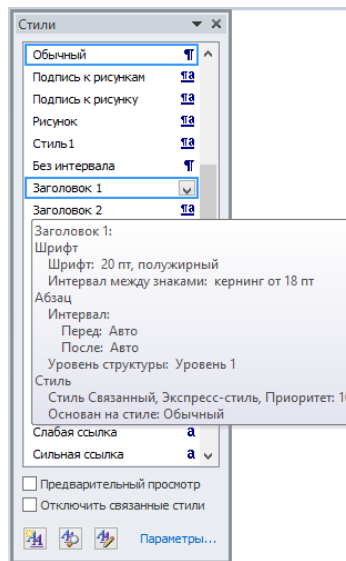 Стили
Обычный
Подпись к рисункам
Подпись к рисунку
Рисунок
Стиль1
Без интервала
Заголовок 1
Заголовок 2
Заголовок 1:
Шрифт
Шрифт: 20 пт, полужирный
Интервал между знаками: кернинг от 18 пт
Абзац
Интервал:
Перед: Авто
После: Авто
Уровень структуры: Уровень 1
Стиль
Стиль Связанный, Экспресс-стиль, Приоритет:
Основан на стиле: Обычный
Слабая ссылка
Сильная ссылка
Предварительный просмотр
Отключить связанные стили
Параметры...